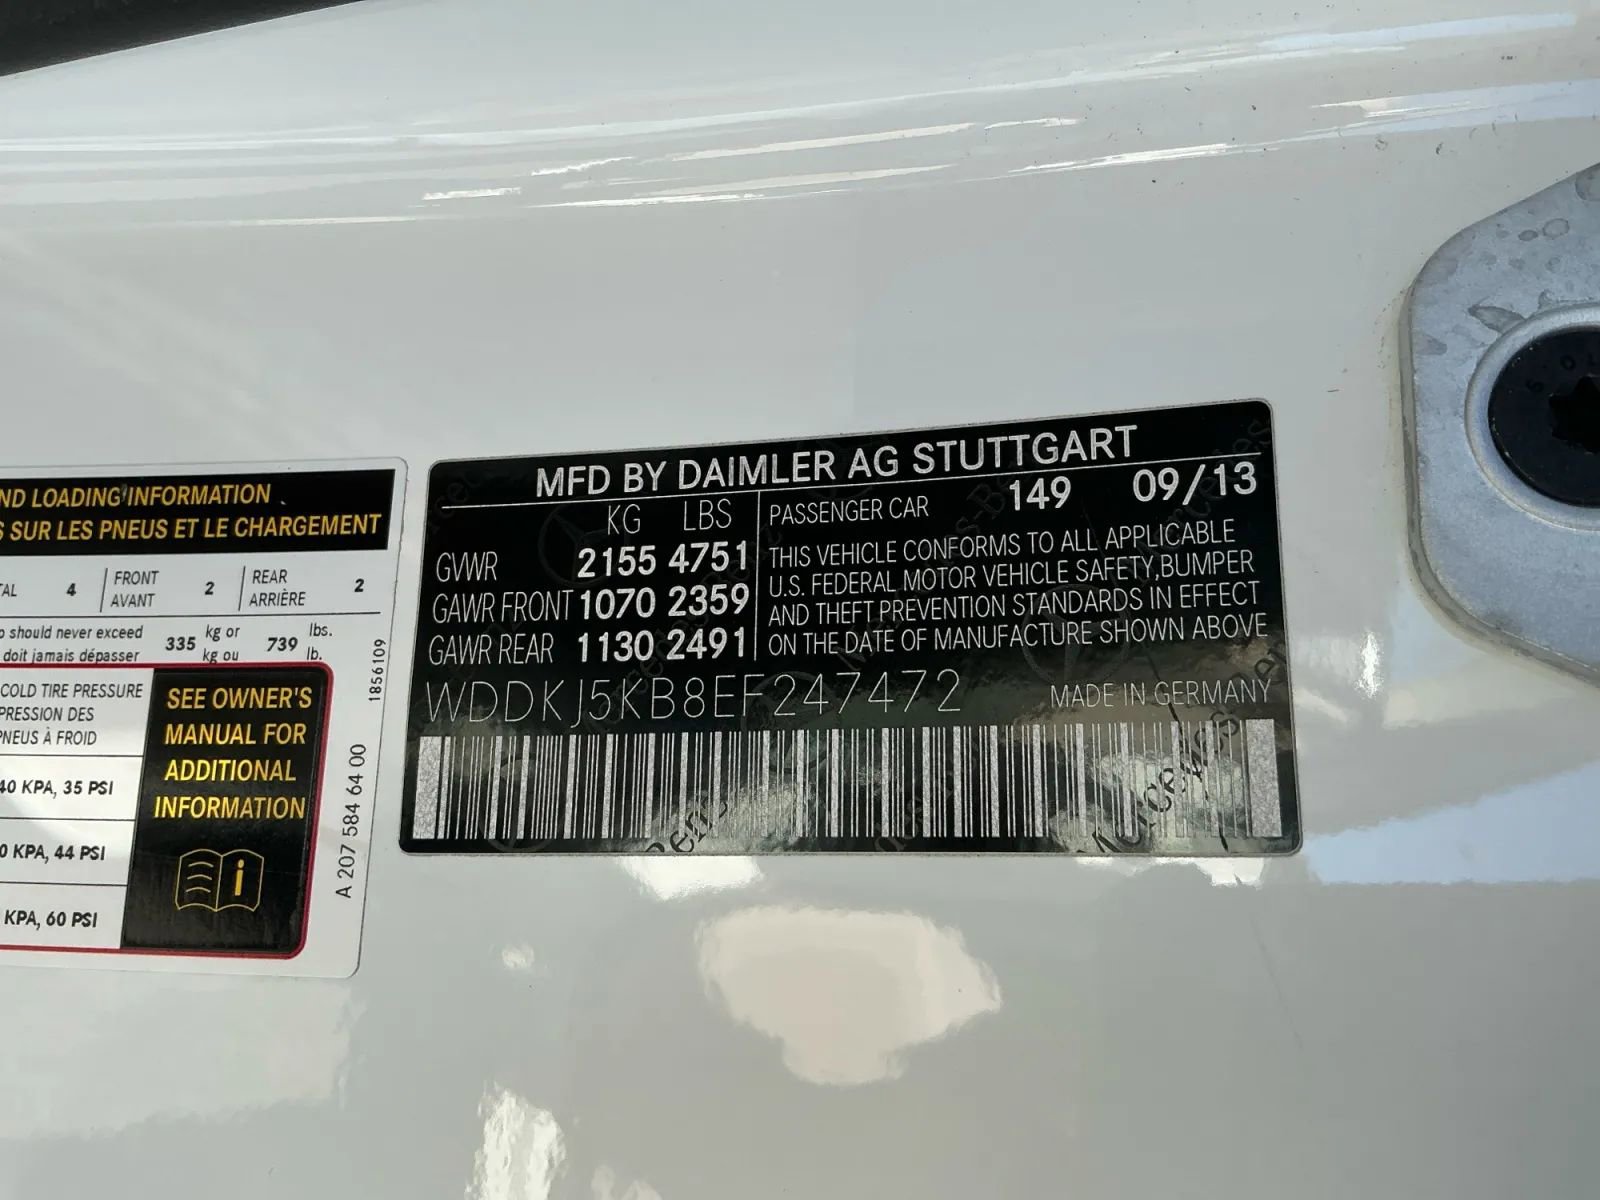 ND LOADING INFORMATION
S SUR LES PNEUS ET LE CHARGEMENT
TAL 4 FRONT AVANT 2 REAR ARRIÈRE 2
o should never exceed
doit jamais dépasser
335 kg or kg ou 739 lbs. lb.
COLD TIRE PRESSURE
PRESSION DES
PNEUS À FROID
40 KPA, 35 PSI
0 KPA, 44 PSI
KPA, 60 PSI
SEE OWNER'S
MANUAL FOR
ADDITIONAL
INFORMATION
i
1856109
A 207 584 64 00
MFD BY DAIMLER AG STUTTGART
KG LBS
GVWR 2155 4751
GAWR FRONT 1070 2359
GAWR REAR 1130 2491
PASSENGER CAR 149 09/13
THIS VEHICLE CONFORMS TO ALL APPLICABLE
U.S. FEDERAL MOTOR VEHICLE SAFETY, BUMPER
AND THEFT PREVENTION STANDARDS IN EFFECT
ON THE DATE OF MANUFACTURE SHOWN ABOVE
WDDKJ5KB8EF247472
MADE IN GERMANY